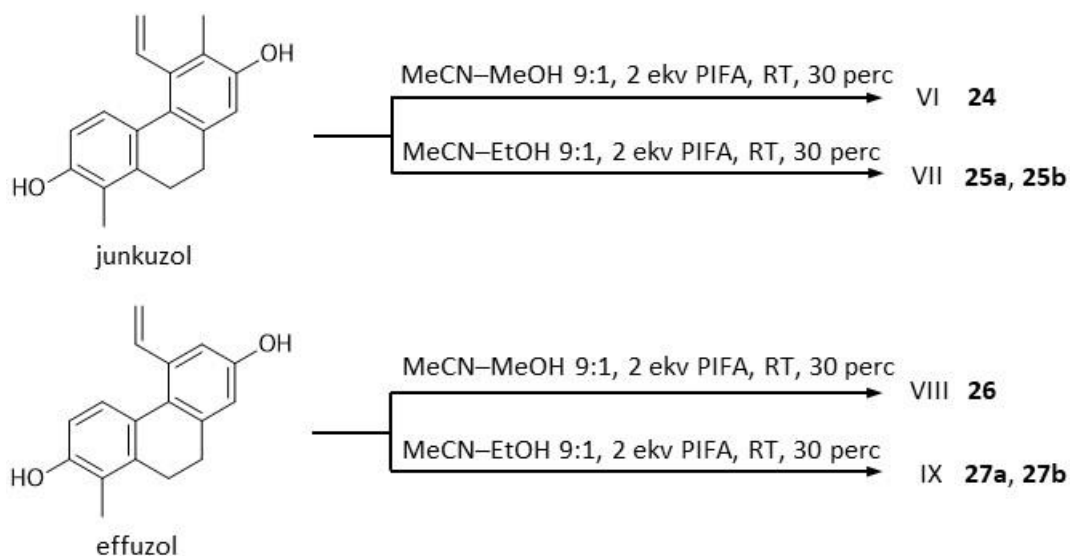 OH
MeCN–MeOH 9:1, 2 ekv PIFA, RT, 30 perc
VI 24
MeCN–EtOH 9:1, 2 ekv PIFA, RT, 30 perc
VII 25a, 25b
HO
junkuzol
OH
MeCN–MeOH 9:1, 2 ekv PIFA, RT, 30 perc
VIII 26
MeCN–EtOH 9:1, 2 ekv PIFA, RT, 30 perc
IX 27a, 27b
HO
effuzol